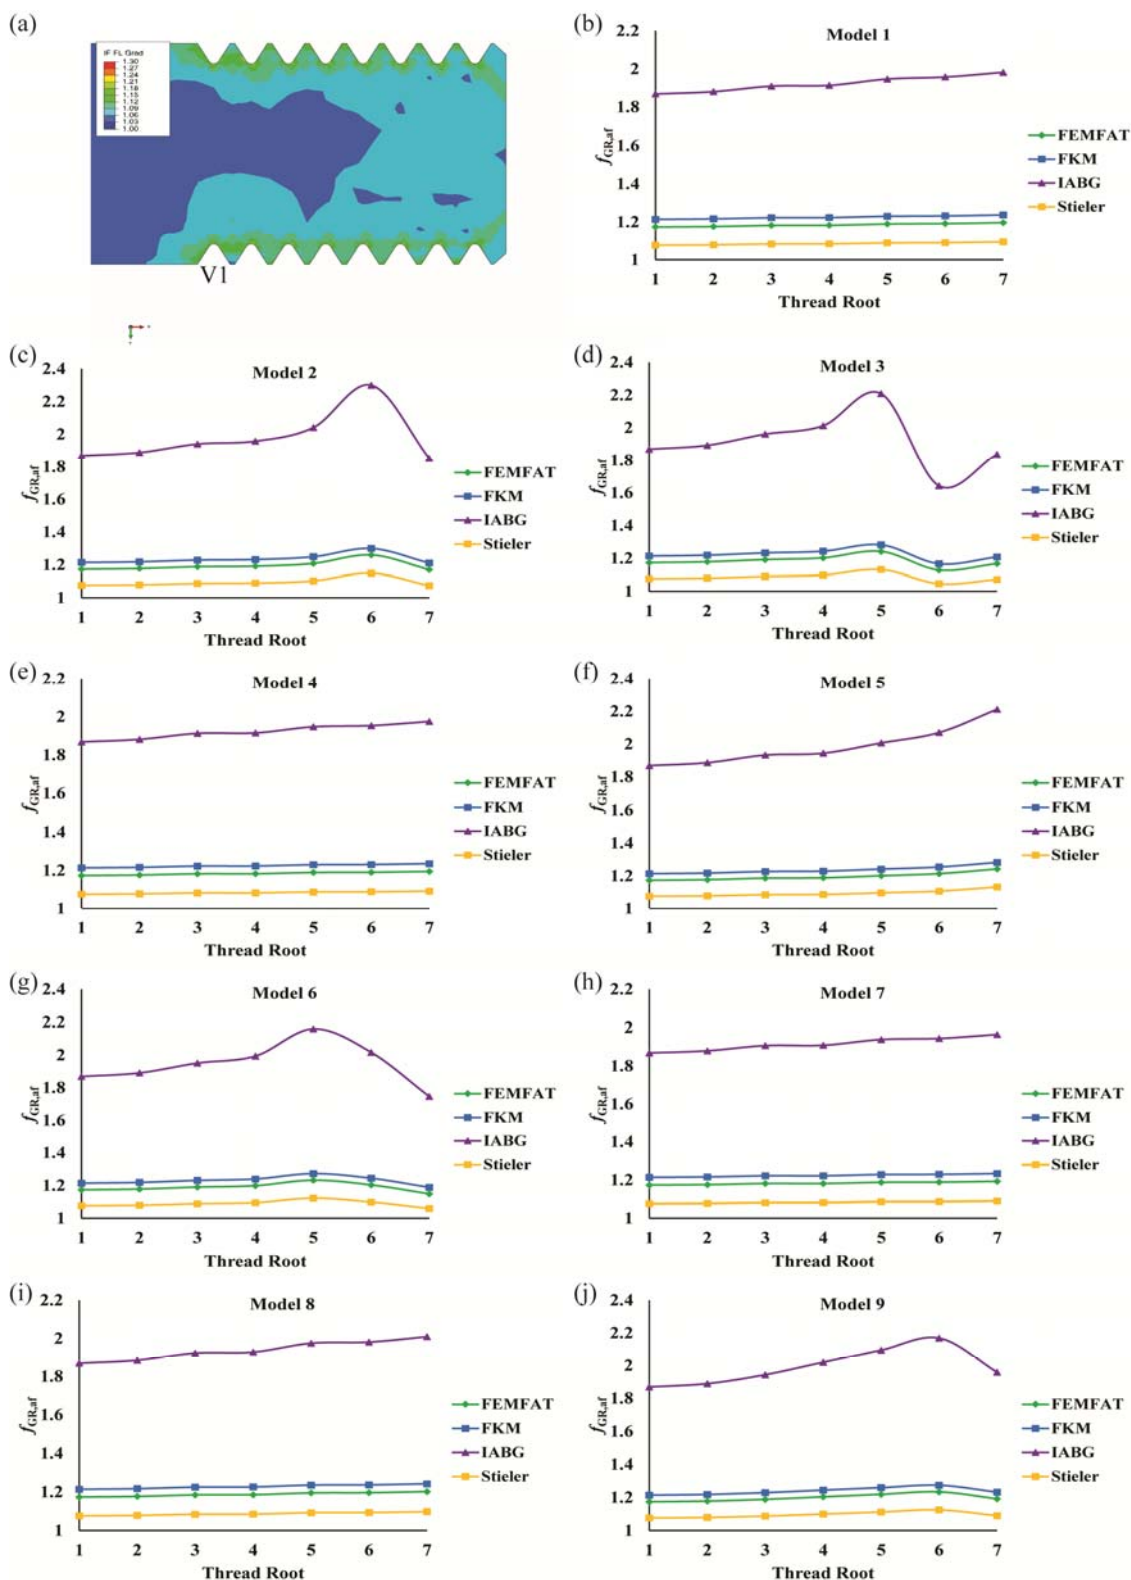 (a)
IF FL Grad
1.30
1.27
1.24
1.21
1.18
1.15
1.12
1.09
1.06
1.03
1.00
V1
(b)
Model 1
2.2
2
1.8
1.6
1.4
1.2
1
fGR,af
1 2 3 4 5 6 7
Thread Root
FEMFAT
FKM
IABG
Stieler
(c)
Model 2
2.4
2.2
2
1.8
1.6
1.4
1.2
1
fGR,af
1 2 3 4 5 6 7
Thread Root
FEMFAT
FKM
IABG
Stieler
(d)
Model 3
2.4
2.2
2
1.8
1.6
1.4
1.2
1
fGR,af
1 2 3 4 5 6 7
Thread Root
FEMFAT
FKM
IABG
Stieler
(e)
Model 4
2.2
2
1.8
1.6
1.4
1.2
1
fGR,af
1 2 3 4 5 6 7
Thread Root
FEMFAT
FKM
IABG
Stieler
(f)
Model 5
2.4
2.2
2
1.8
1.6
1.4
1.2
1
fGR,af
1 2 3 4 5 6 7
Thread Root
FEMFAT
FKM
IABG
Stieler
(g)
Model 6
2.4
2.2
2
1.8
1.6
1.4
1.2
1
fGR,af
1 2 3 4 5 6 7
Thread Root
FEMFAT
FKM
IABG
Stieler
(h)
Model 7
2.2
2
1.8
1.6
1.4
1.2
1
fGR,af
1 2 3 4 5 6 7
Thread Root
FEMFAT
FKM
IABG
Stieler
(i)
Model 8
2.2
2
1.8
1.6
1.4
1.2
1
fGR,af
1 2 3 4 5 6 7
Thread Root
FEMFAT
FKM
IABG
Stieler
(j)
Model 9
2.4
2.2
2
1.8
1.6
1.4
1.2
1
fGR,af
1 2 3 4 5 6 7
Thread Root
FEMFAT
FKM
IABG
Stieler